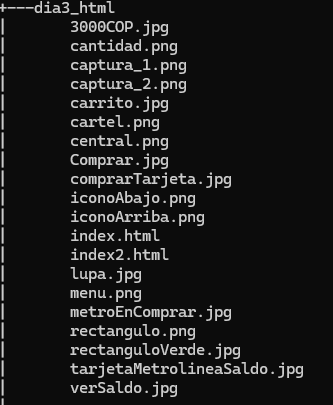 +---dia3_html
|       3000COP.jpg
|       cantidad.png
|       captura_1.png
|       captura_2.png
|       carrito.jpg
|       cartel.png
|       central.png
|       Comprar.jpg
|       comprarTarjeta.jpg
|       iconoAbajo.png
|       iconoArriba.png
|       index.html
|       index2.html
|       lupa.jpg
|       menu.png
|       metroEnComprar.jpg
|       rectangulo.png
|       rectanguloVerde.jpg
|       tarjetaMetrolineaSaldo.jpg
|       verSaldo.jpg